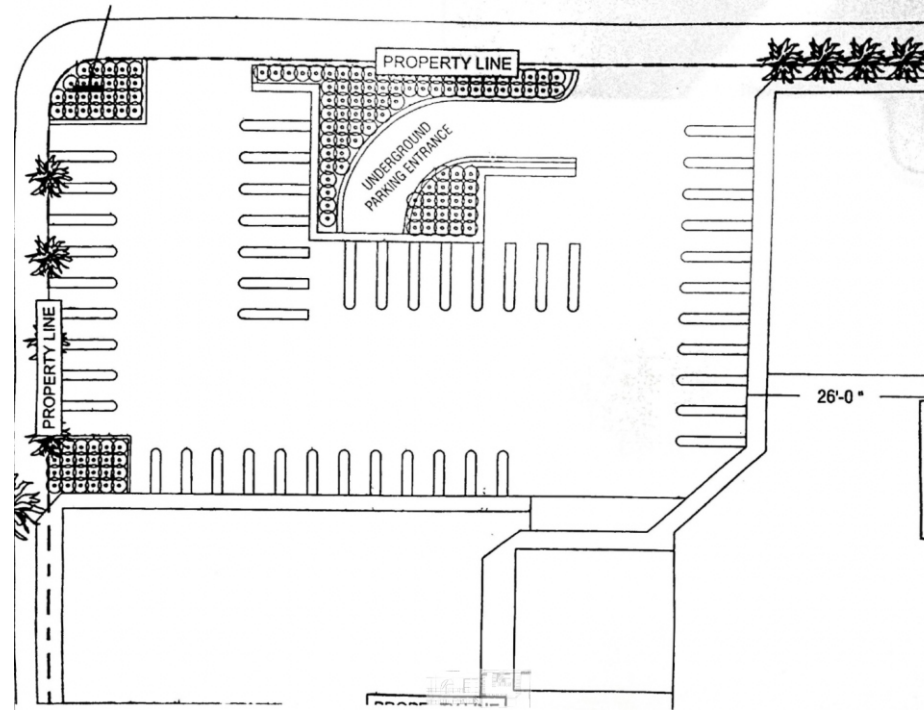 PROPERTY LINE
UNDERGROUND
PARKING ENTRANCE
PROPERTY LINE
26'-0"